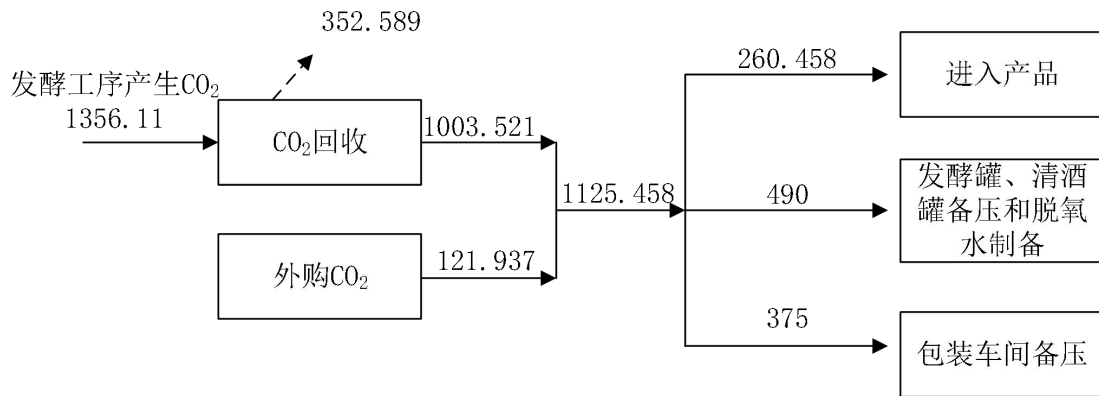 352.589
发酵工序产生CO₂
1356.11
CO₂回收
1003.521
外购CO₂
121.937
1125.458
260.458
进入产品
490
发酵罐、清酒
罐备压和脱氧
水制备
375
包装车间备压